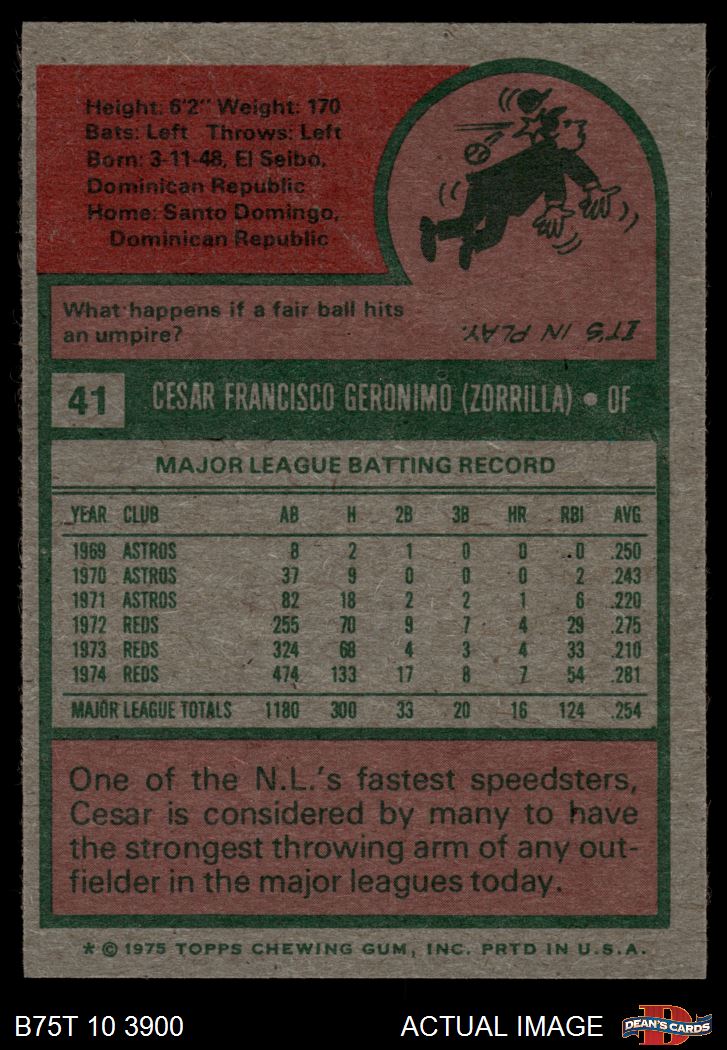 Height: 6'2" Weight: 170
Bats: Left Throws: Left
Born: 3-11-48, El Seibo,
Dominican Republic
Home: Santo Domingo,
Dominican Republic
What happens if a fair ball hits
an umpire?
IT'S IN PLAY.
41 CESAR FRANCISCO GERONIMO (ZORRILLA) • OF
MAJOR LEAGUE BATTING RECORD
YEAR CLUB AB H 2B 3B HR RBI AVG
1969 ASTROS 8 2 1 0 0 0 .250
1970 ASTROS 37 9 0 0 0 2 .243
1971 ASTROS 82 18 2 2 1 6 .220
1972 REDS 255 70 9 7 4 29 .275
1973 REDS 324 68 4 3 4 33 .210
1974 REDS 474 133 17 8 7 54 .281
MAJOR LEAGUE TOTALS 1180 300 33 20 16 124 .254
One of the N.L.'s fastest speedsters,
Cesar is considered by many to have
the strongest throwing arm of any out-
fielder in the major leagues today.
* © 1975 TOPPS CHEWING GUM, INC. PRTD IN U.S.A.
B75T 10 3900 ACTUAL IMAGE
D
DEAN'S CARDS